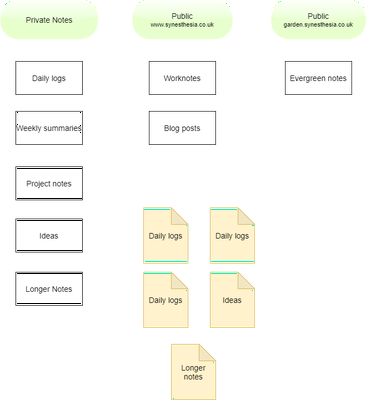 Private Notes
Public
www.synesthesia.co.uk
Public
garden.synesthesia.co.uk
Daily logs
Worknotes
Evergreen notes
Weekly summaries
Blog posts
Project notes
Ideas
Daily logs
Daily logs
Longer Notes
Daily logs
Ideas
Longer
notes